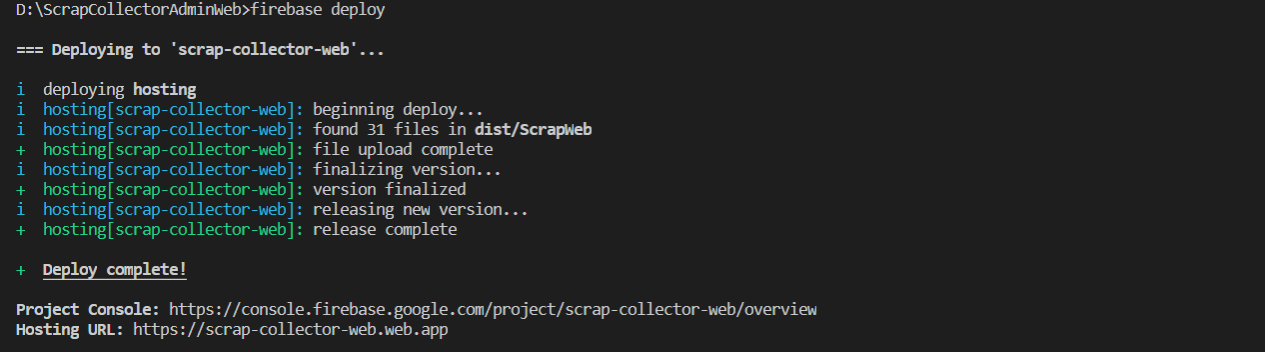 D:\ScrapCollectorAdminWeb>firebase deploy
=== Deploying to 'scrap-collector-web'...
i  deploying hosting
i  hosting[scrap-collector-web]: beginning deploy...
i  hosting[scrap-collector-web]: found 31 files in dist/ScrapWeb
+  hosting[scrap-collector-web]: file upload complete
i  hosting[scrap-collector-web]: finalizing version...
+  hosting[scrap-collector-web]: version finalized
i  hosting[scrap-collector-web]: releasing new version...
+  hosting[scrap-collector-web]: release complete
+  Deploy complete!
Project Console: https://console.firebase.google.com/project/scrap-collector-web/overview
Hosting URL: https://scrap-collector-web.web.app